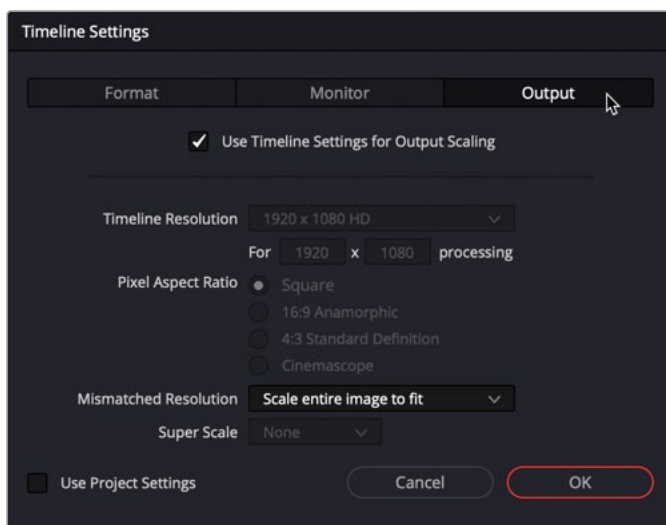 Timeline Settings
Format Monitor Output
Use Timeline Settings for Output Scaling
Timeline Resolution 1920 x 1080 HD
For 1920 x 1080 processing
Pixel Aspect Ratio Square
16:9 Anamorphic
4:3 Standard Definition
Cinemascope
Mismatched Resolution Scale entire image to fit
Super Scale None
Use Project Settings Cancel OK